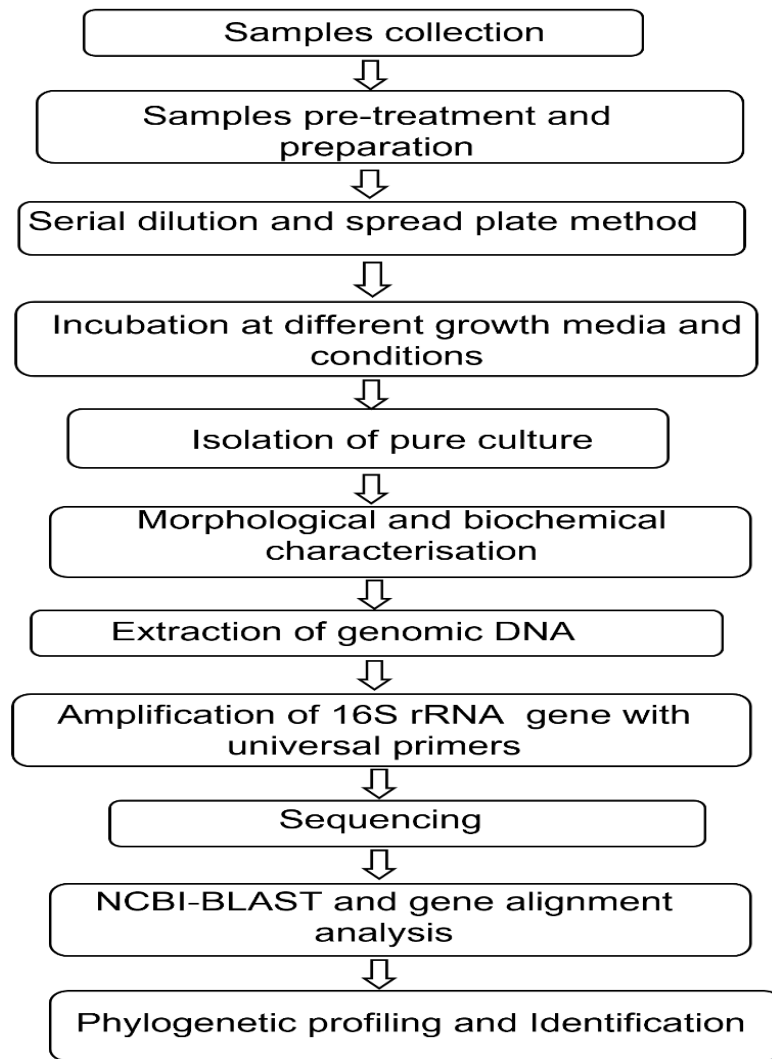 Samples collection
Samples pre-treatment and
preparation
Serial dilution and spread plate method
Incubation at different growth media and
conditions
Isolation of pure culture
Morphological and biochemical
characterisation
Extraction of genomic DNA
Amplification of 16S rRNA gene with
universal primers
Sequencing
NCBI-BLAST and gene alignment
analysis
Phylogenetic profiling and Identification